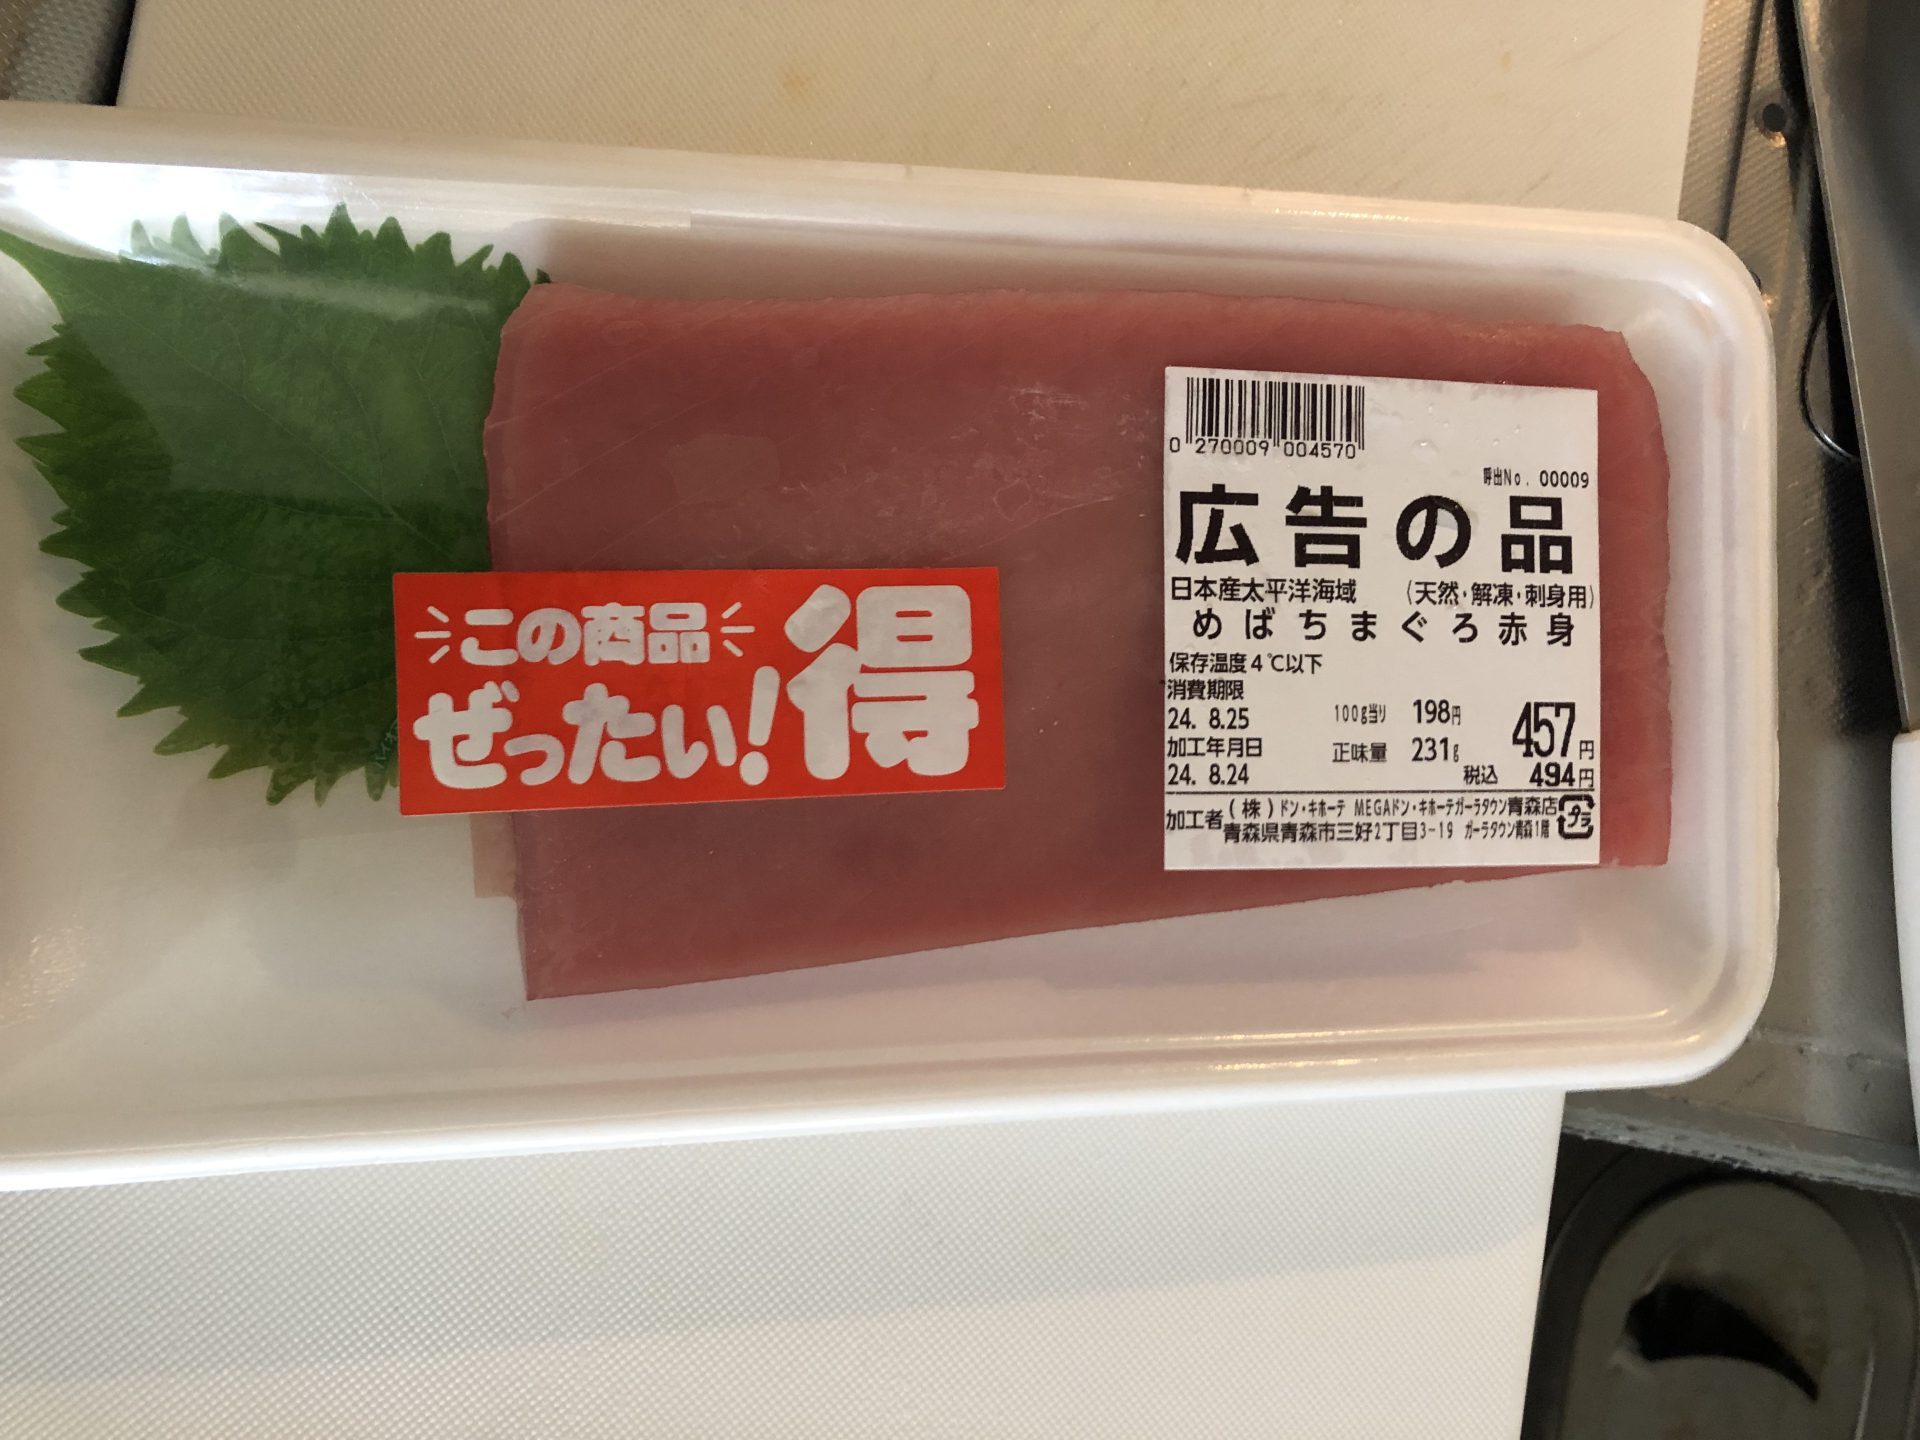 0 270009 004570
呼出No. 00009
広告の品
日本産太平洋海域 (天然・解凍・刺身用)
めばちまぐろ赤身
保存温度4℃以下
消費期限
24. 8.25 100g当り 198円 457円
加工年月日 正味量 231g
24. 8.24 税込 494円
加工者 (株)ドン・キホーテ MEGAドン・キホーテガーラタウン青森店
青森県青森市三好2丁目3-19 ガーラタウン青森1階
プラ
この商品
ぜったい!得